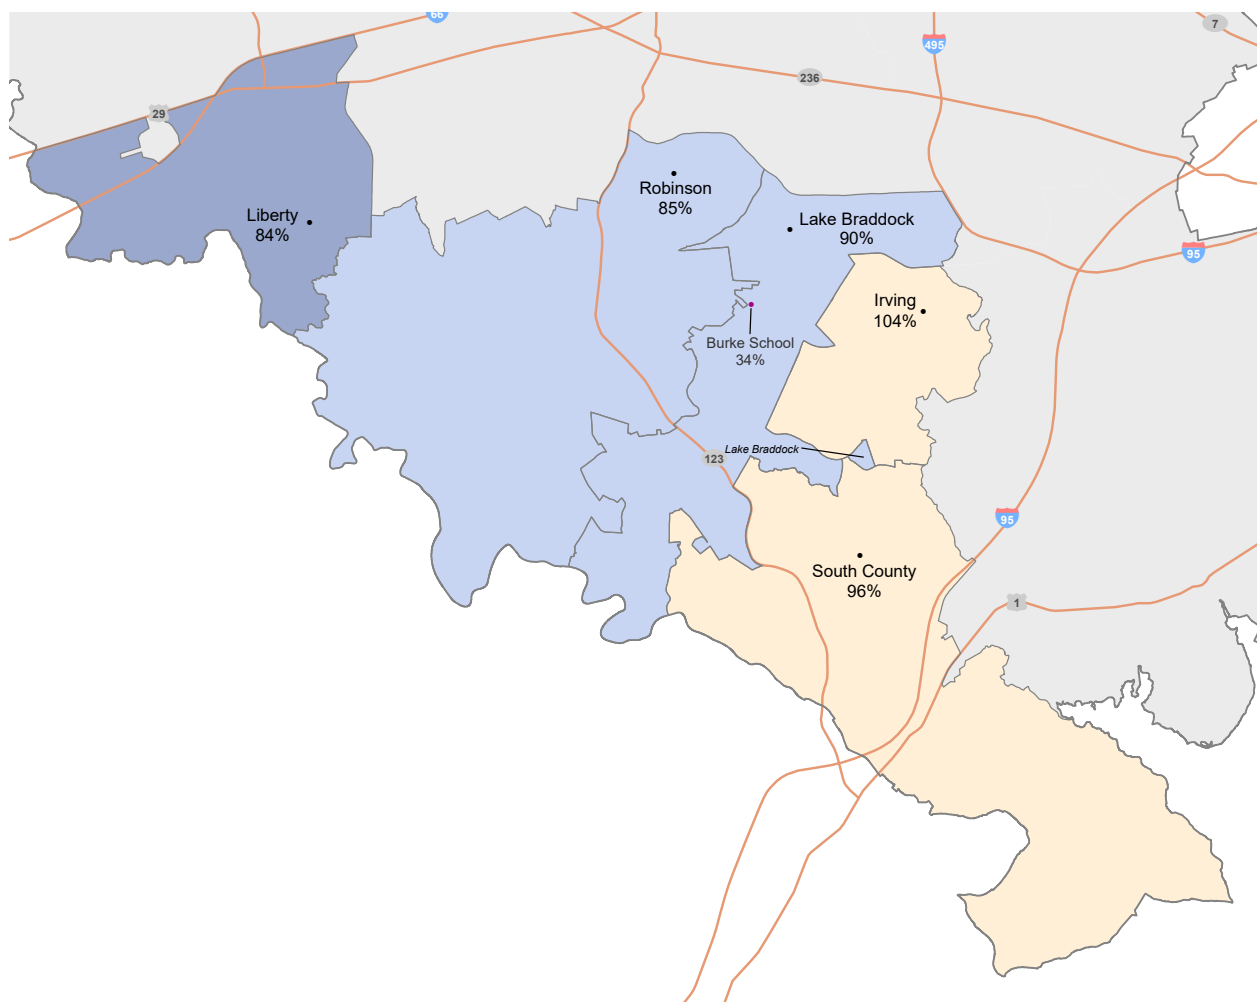 66
7
495
236
29
Robinson
85%
Liberty
84%
Lake Braddock
90%
95
Irving
104%
Burke School
34%
Lake Braddock
123
95
South County
96%
1